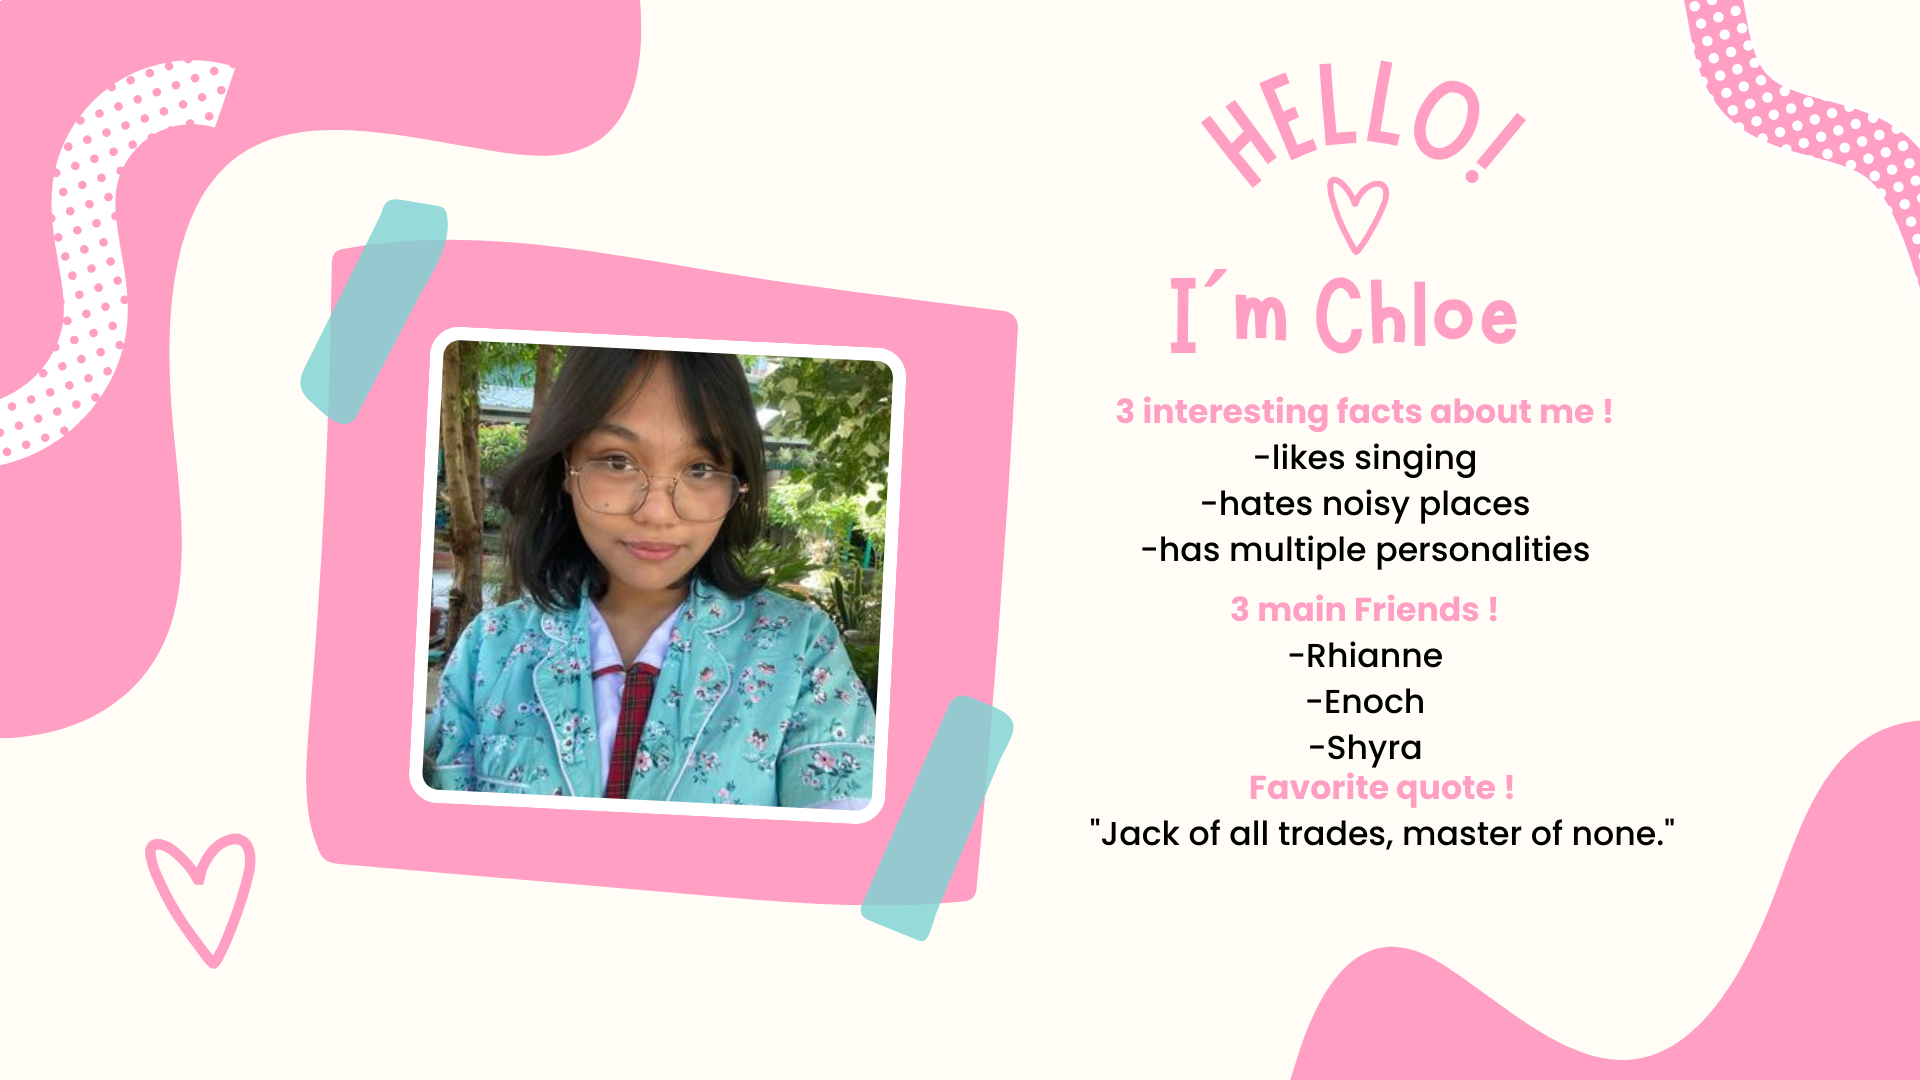 HELLO!
I´m Chloe
3 interesting facts about me !
-likes singing
-hates noisy places
-has multiple personalities
3 main Friends !
-Rhianne
-Enoch
-Shyra
Favorite quote !
"Jack of all trades, master of none."